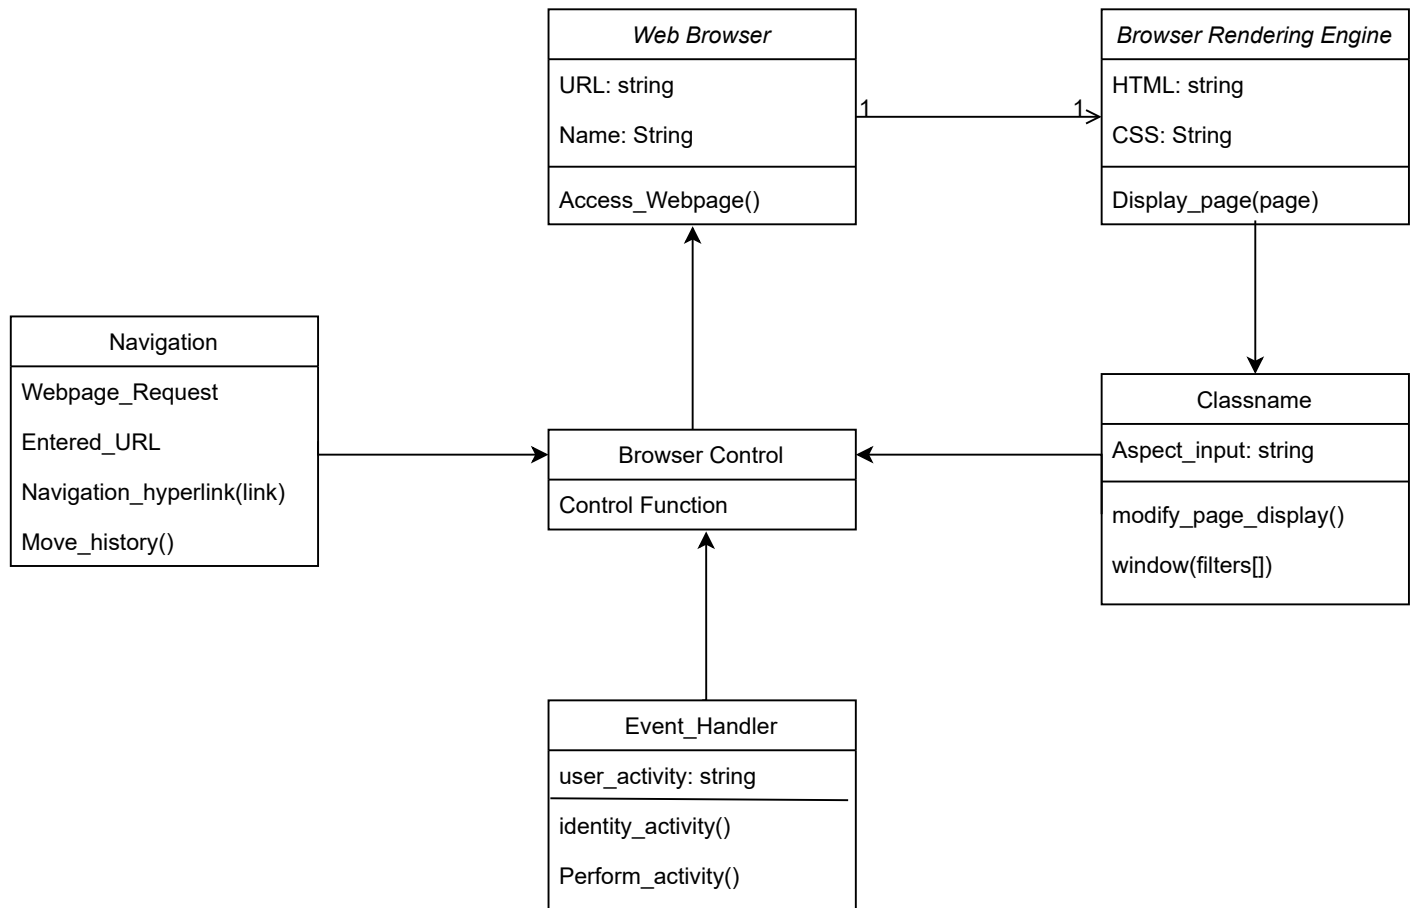 Web Browser
URL: string
Name: String
Access_Webpage()
1
1
Browser Rendering Engine
HTML: string
CSS: String
Display_page(page)
Navigation
Webpage_Request
Entered_URL
Navigation_hyperlink(link)
Move_history()
Browser Control
Control Function
Classname
Aspect_input: string
modify_page_display()
window(filters[])
Event_Handler
user_activity: string
identity_activity()
Perform_activity()